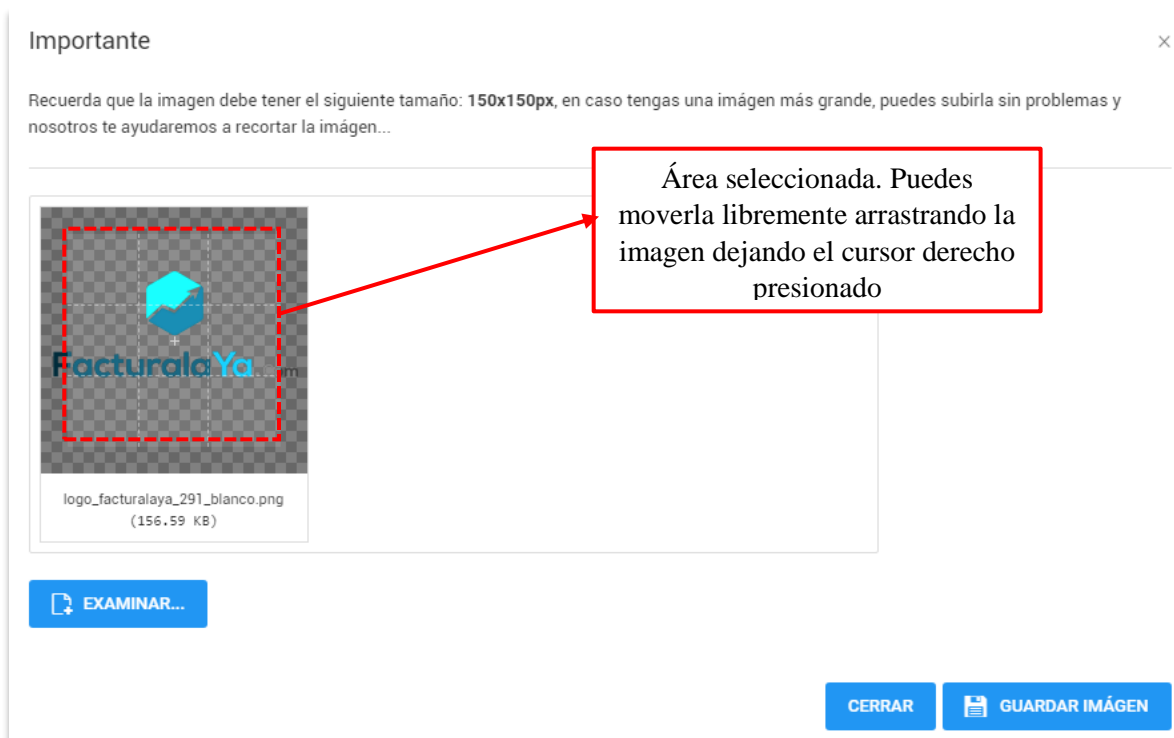 Importante
Recuerda que la imagen debe tener el siguiente tamaño: 150x150px, en caso tengas una imágen más grande, puedes subirla sin problemas y
nosotros te ayudaremos a recortar la imágen...
Área seleccionada. Puedes
moverla libremente arrastrando la
imagen dejando el cursor derecho
presionado
FacturalaYa
m
logo_facturalaya_291_blanco.png
(156.59 KB)
EXAMINAR...
CERRAR
GUARDAR IMÁGEN